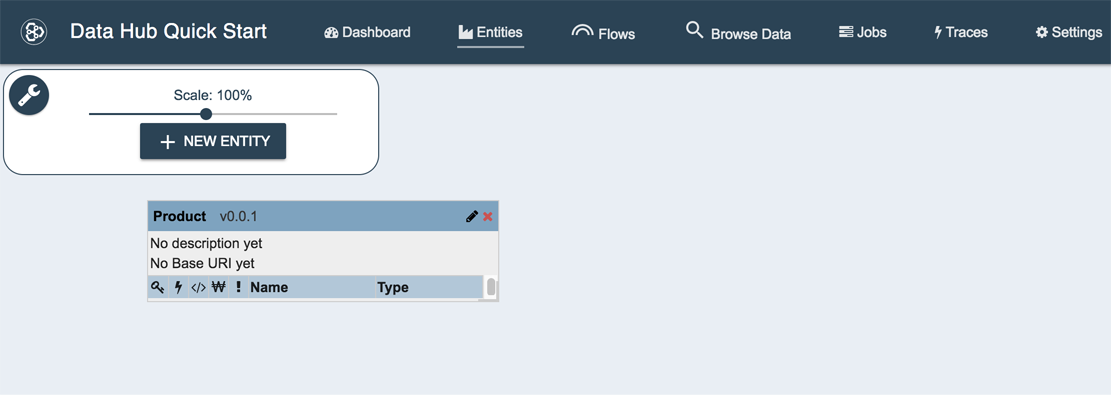 Data Hub Quick Start Dashboard Entities Flows Browse Data Jobs Traces Settings
Scale: 100%
+ NEW ENTITY
Product v0.0.1
No description yet
No Base URI yet
</> ₩ ! Name Type